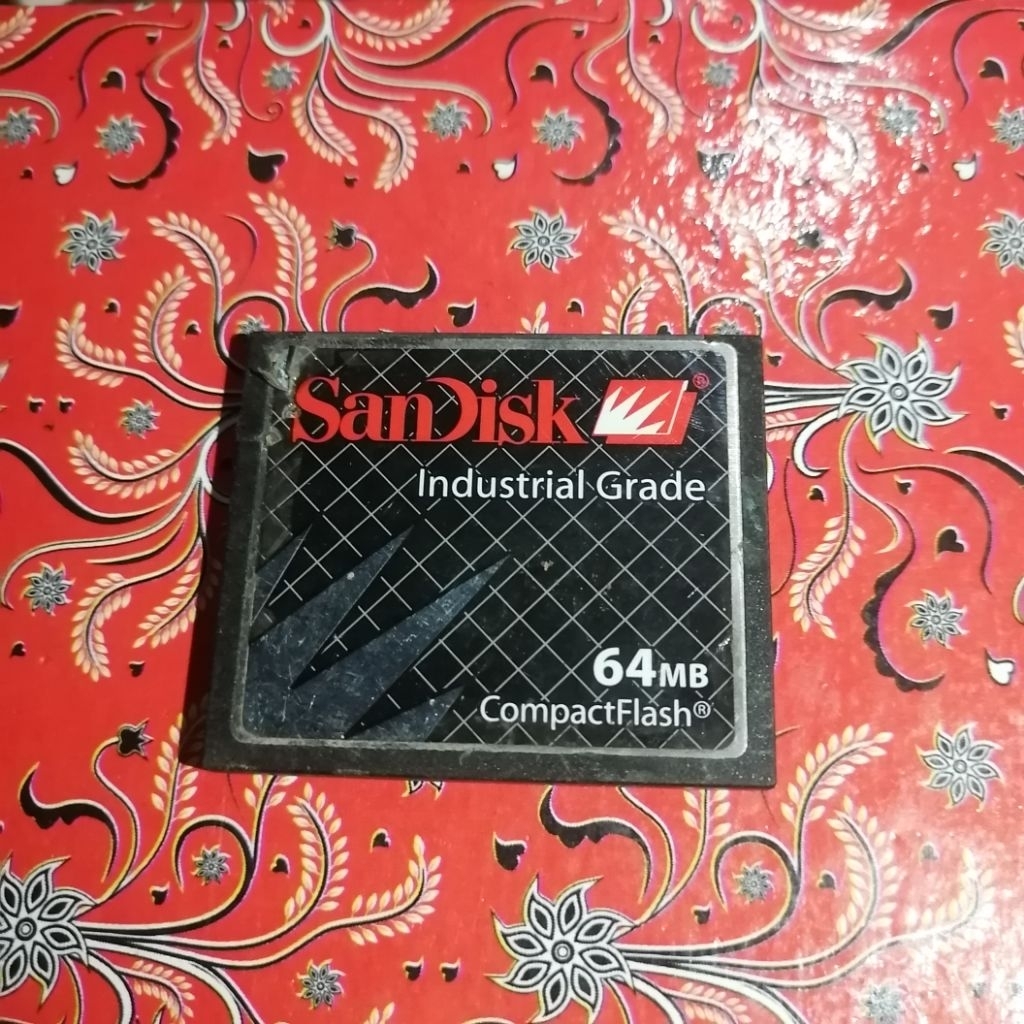 SanDisk®
Industrial Grade
64MB
CompactFlash®